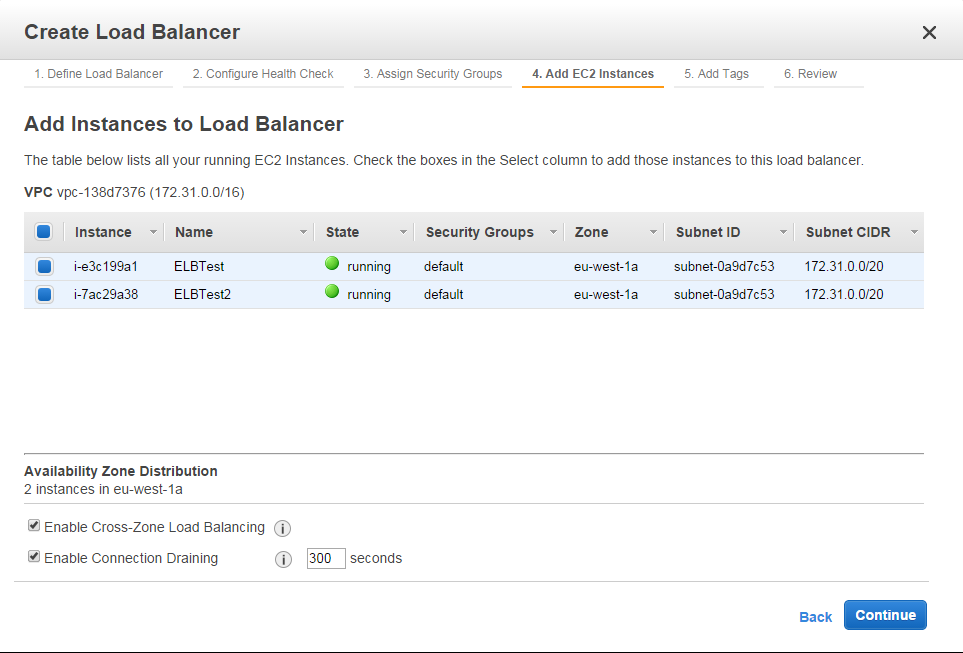 Create Load Balancer
1. Define Load Balancer 2. Configure Health Check 3. Assign Security Groups 4. Add EC2 Instances 5. Add Tags 6. Review
Add Instances to Load Balancer
The table below lists all your running EC2 Instances. Check the boxes in the Select column to add those instances to this load balancer.
VPC vpc-138d7376 (172.31.0.0/16)
Instance Name State Security Groups Zone Subnet ID Subnet CIDR
i-e3c199a1 ELBTest running default eu-west-1a subnet-0a9d7c53 172.31.0.0/20
i-7ac29a38 ELBTest2 running default eu-west-1a subnet-0a9d7c53 172.31.0.0/20
Availability Zone Distribution
2 instances in eu-west-1a
Enable Cross-Zone Load Balancing i
Enable Connection Draining i 300 seconds
Back Continue